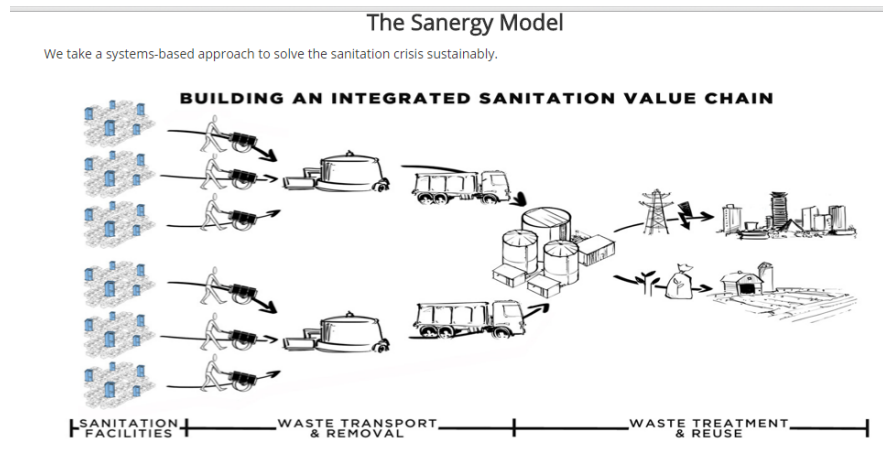 The Sanergy Model
We take a systems-based approach to solve the sanitation crisis sustainably.
BUILDING AN INTEGRATED SANITATION VALUE CHAIN
SANITATION
FACILITIES
WASTE TRANSPORT
& REMOVAL
WASTE TREATMENT
& REUSE